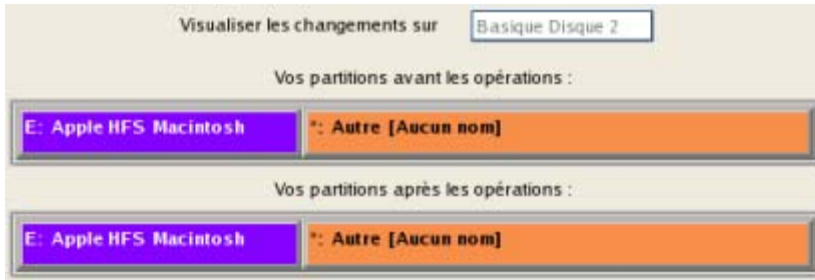 Visualiser les changements sur Basique Disque 2
Vos partitions avant les opérations :
E: Apple HFS Macintosh *: Autre [Aucun nom]
Vos partitions après les opérations :
E: Apple HFS Macintosh *: Autre [Aucun nom]